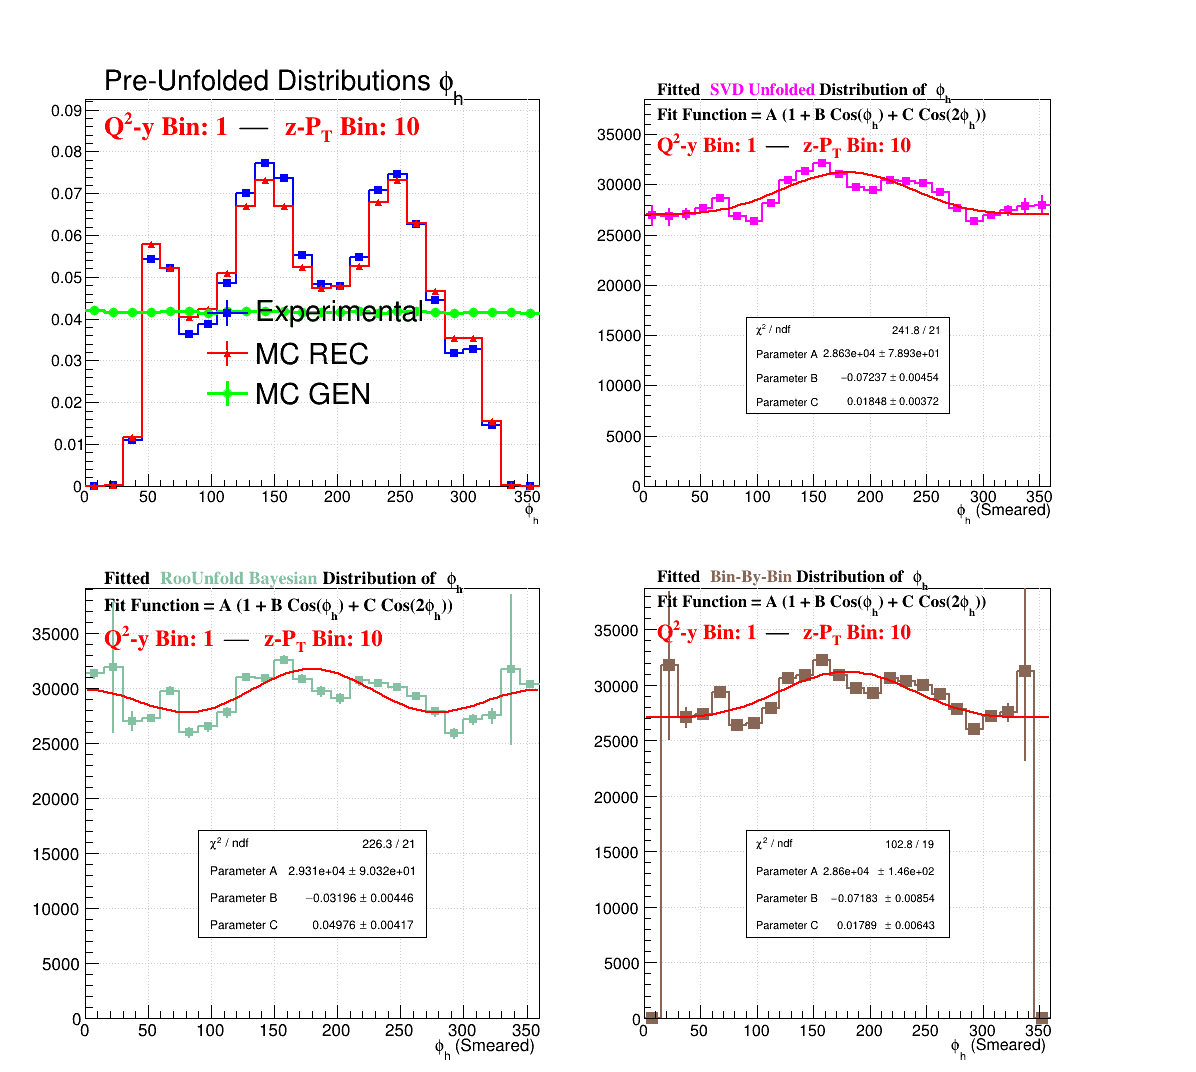 Pre-Unfolded Distributions ϕh
Q²-y Bin: 1 — z-PT Bin: 10
0.09
0.08
0.07
0.06
0.05
0.04
0.03
0.02
0.01
0
Experimental
MC REC
MC GEN
0 50 100 150 200 250 300 350
ϕh
Fitted SVD Unfolded Distribution of ϕh
Fit Function = A (1 + B Cos(ϕh) + C Cos(2ϕh))
Q²-y Bin: 1 — z-PT Bin: 10
35000
30000
25000
20000
15000
10000
5000
0
χ² / ndf 241.8 / 21
Parameter A 2.863e+04 ± 7.893e+01
Parameter B −0.07237 ± 0.00454
Parameter C 0.01848 ± 0.00372
0 50 100 150 200 250 300 350
ϕh (Smeared)
Fitted RooUnfold Bayesian Distribution of ϕh
Fit Function = A (1 + B Cos(ϕh) + C Cos(2ϕh))
Q²-y Bin: 1 — z-PT Bin: 10
35000
30000
25000
20000
15000
10000
5000
0
χ² / ndf 226.3 / 21
Parameter A 2.931e+04 ± 9.032e+01
Parameter B −0.03196 ± 0.00446
Parameter C 0.04976 ± 0.00417
0 50 100 150 200 250 300 350
ϕh (Smeared)
Fitted Bin-By-Bin Distribution of ϕh
Fit Function = A (1 + B Cos(ϕh) + C Cos(2ϕh))
Q²-y Bin: 1 — z-PT Bin: 10
35000
30000
25000
20000
15000
10000
5000
0
χ² / ndf 102.8 / 19
Parameter A 2.86e+04 ± 1.46e+02
Parameter B −0.07183 ± 0.00854
Parameter C 0.01789 ± 0.00643
0 50 100 150 200 250 300 350
ϕh (Smeared)